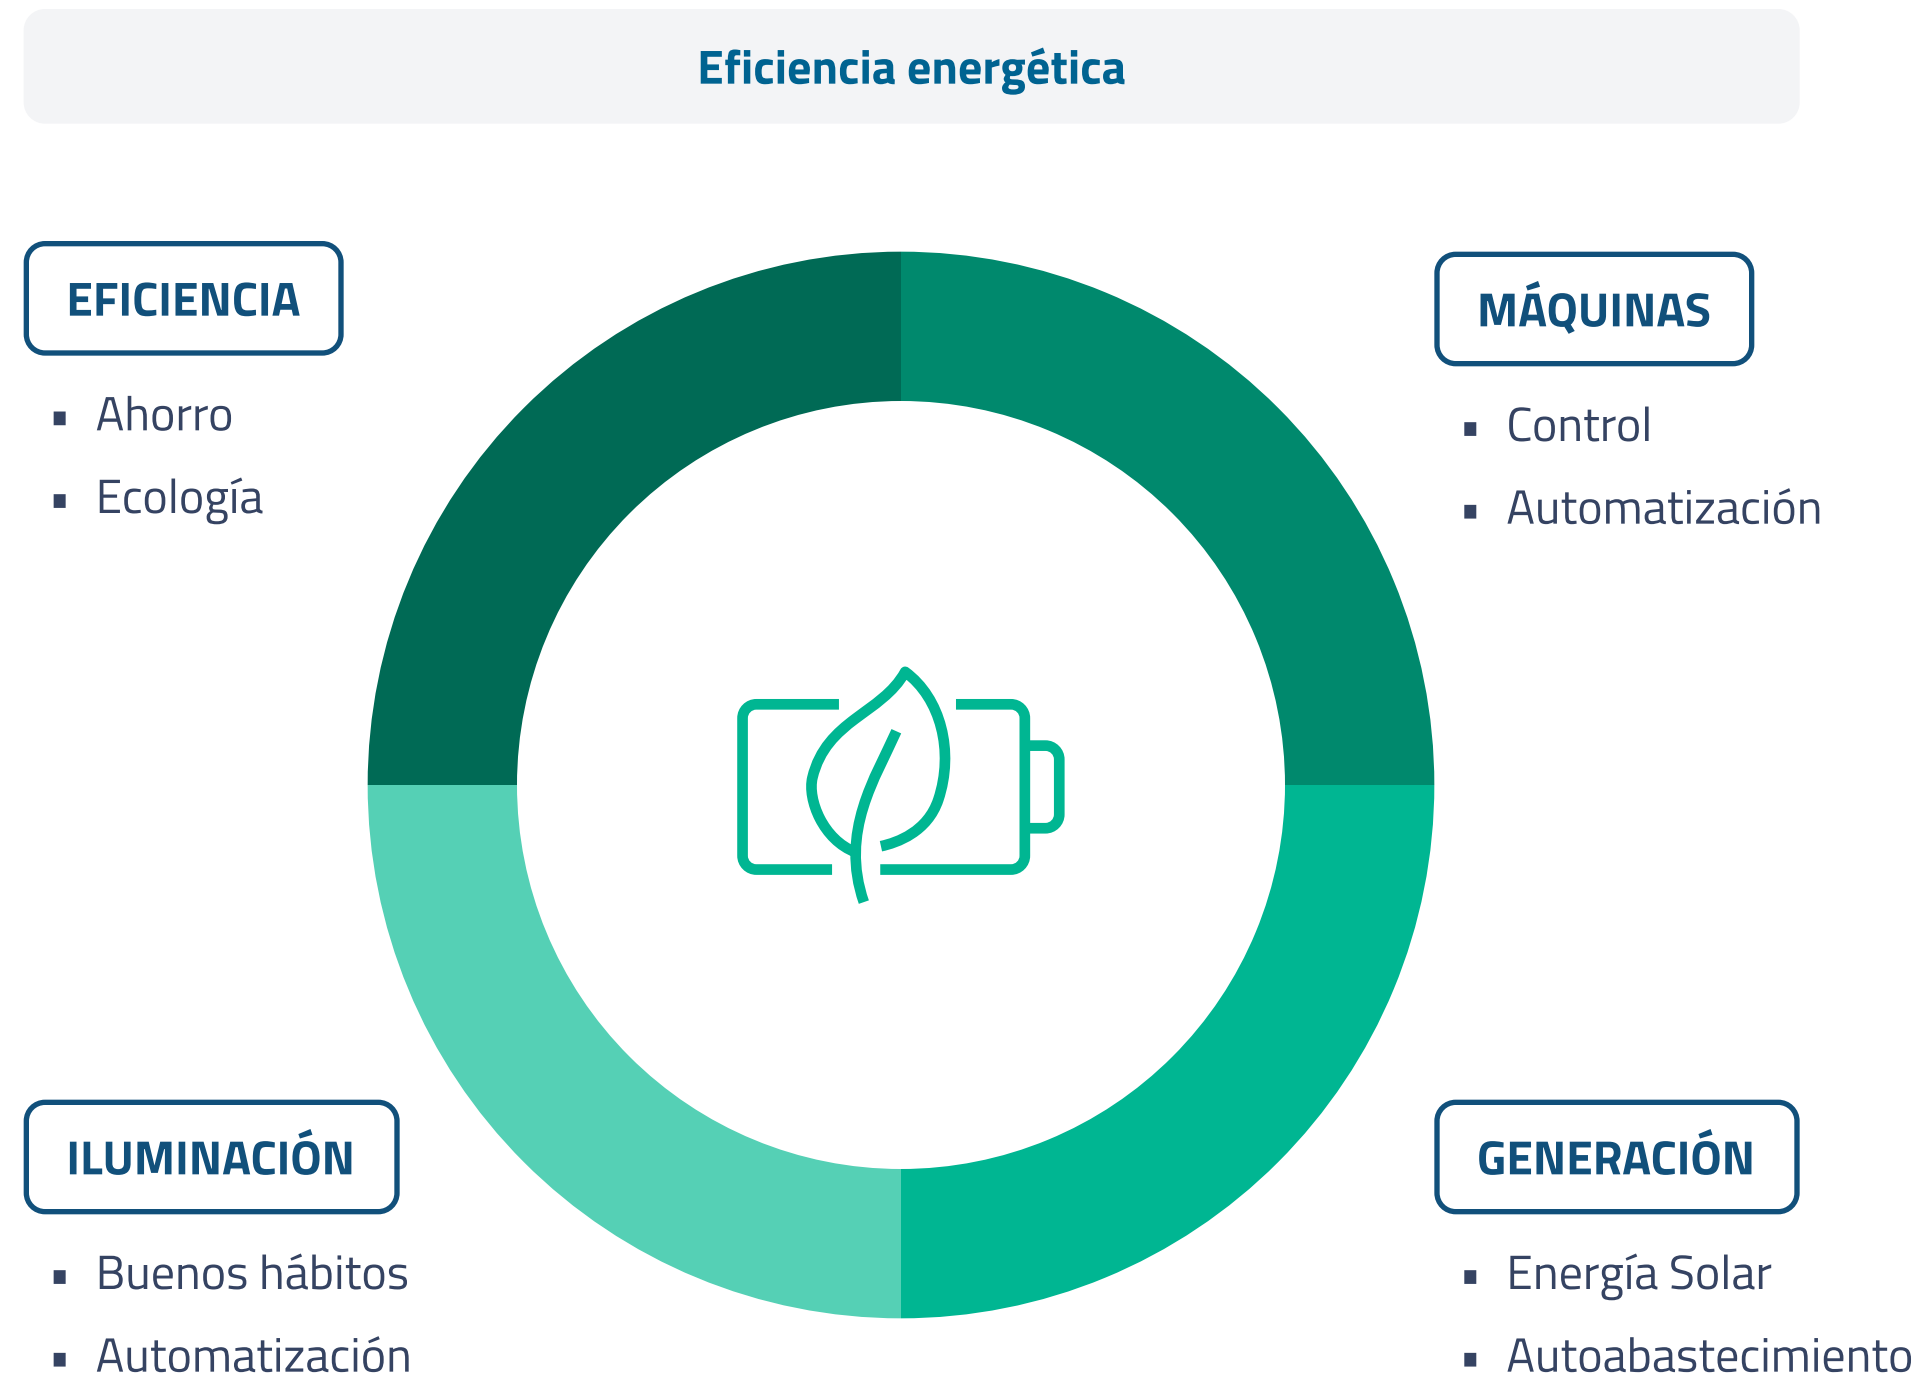 Eficiencia energética
EFICIENCIA
▪ Ahorro
▪ Ecología
MÁQUINAS
▪ Control
▪ Automatización
ILUMINACIÓN
▪ Buenos hábitos
▪ Automatización
GENERACIÓN
▪ Energía Solar
▪ Autoabastecimiento